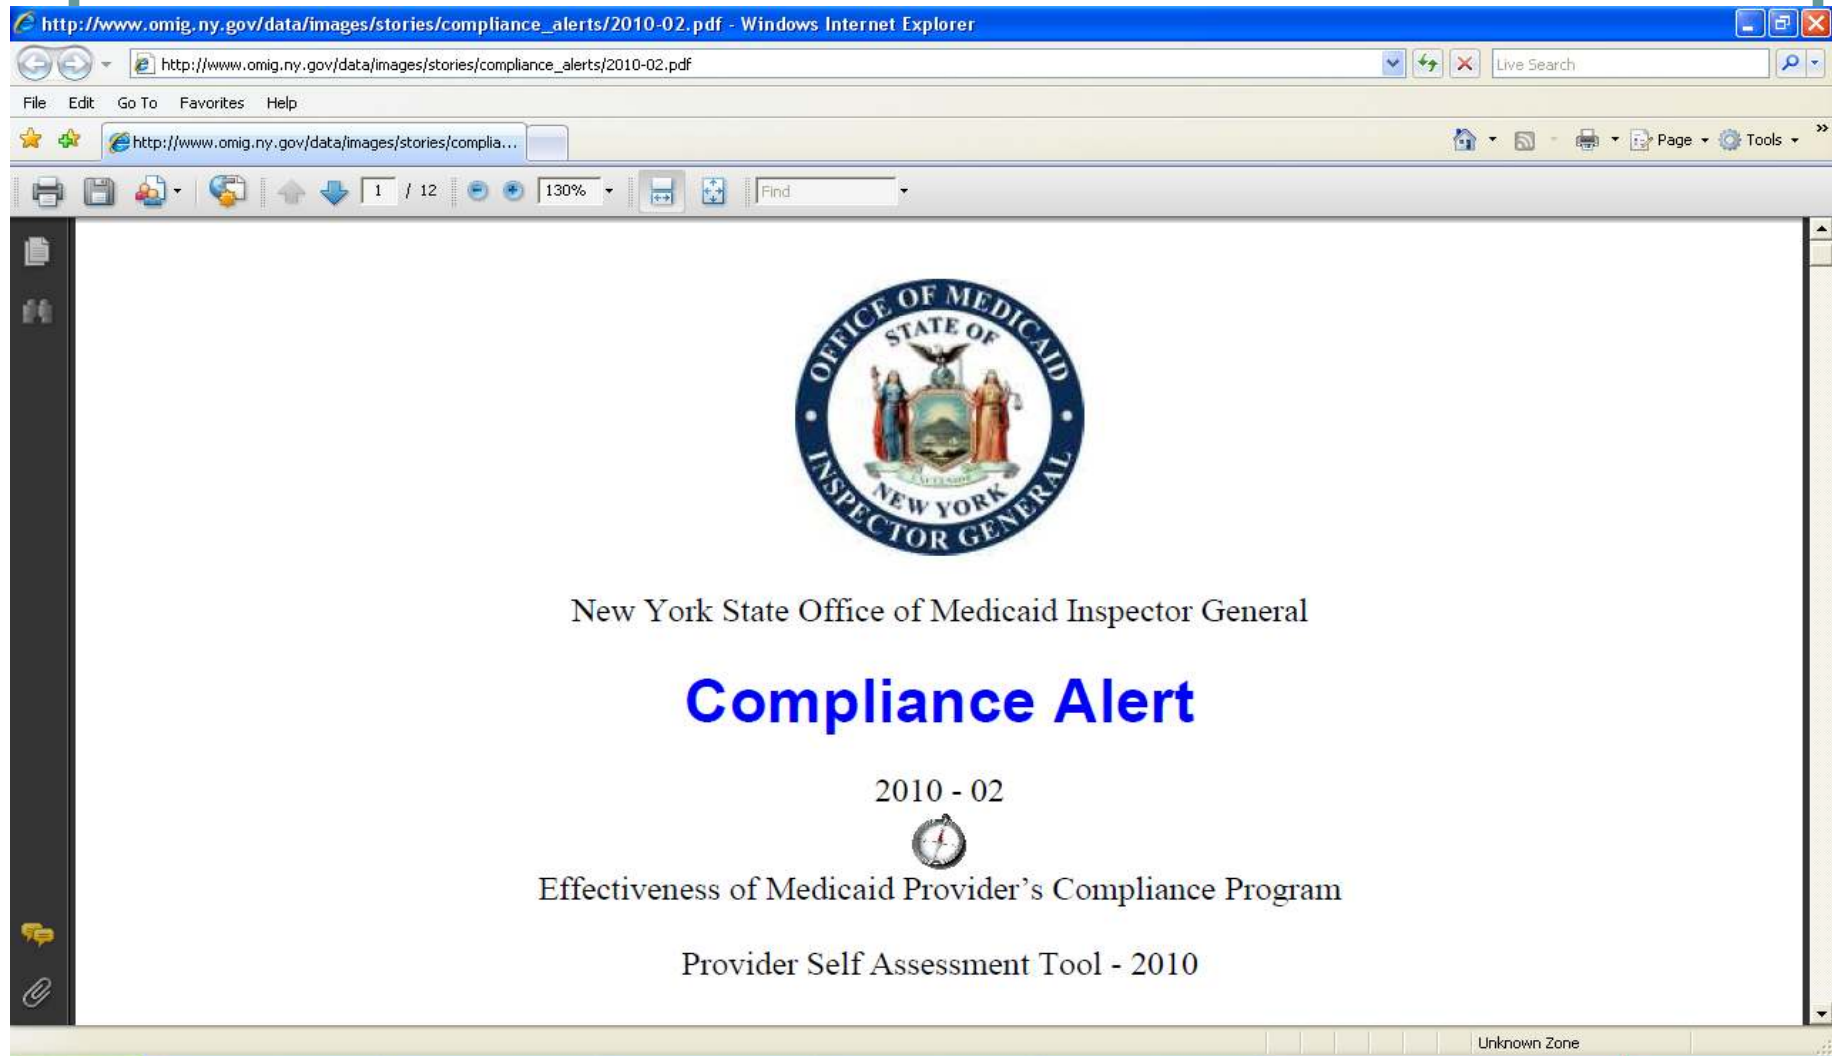 http://www.omig.ny.gov/data/images/stories/compliance_alerts/2010-02.pdf - Windows Internet Explorer
http://www.omig.ny.gov/data/images/stories/compliance_alerts/2010-02.pdf
Live Search
File Edit Go To Favorites Help
http://www.omig.ny.gov/data/images/stories/complia...
Page Tools »
1 / 12 130% Find
OFFICE OF MEDICAID
STATE OF
EXCELSIOR
NEW YORK
INSPECTOR GENERAL
New York State Office of Medicaid Inspector General
Compliance Alert
2010 - 02
Effectiveness of Medicaid Provider’s Compliance Program
Provider Self Assessment Tool - 2010
Unknown Zone